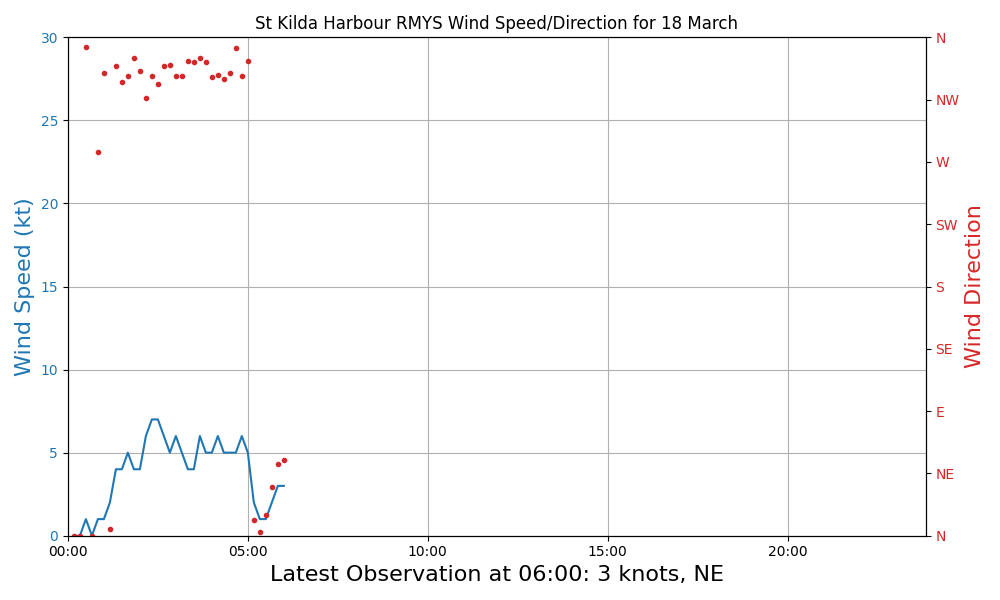 St Kilda Harbour RMYS Wind Speed/Direction for 18 March
30
25
20
15
10
5
0
Wind Speed (kt)
N
NW
W
SW
S
SE
E
NE
N
Wind Direction
00:00
05:00
10:00
15:00
20:00
Latest Observation at 06:00: 3 knots, NE